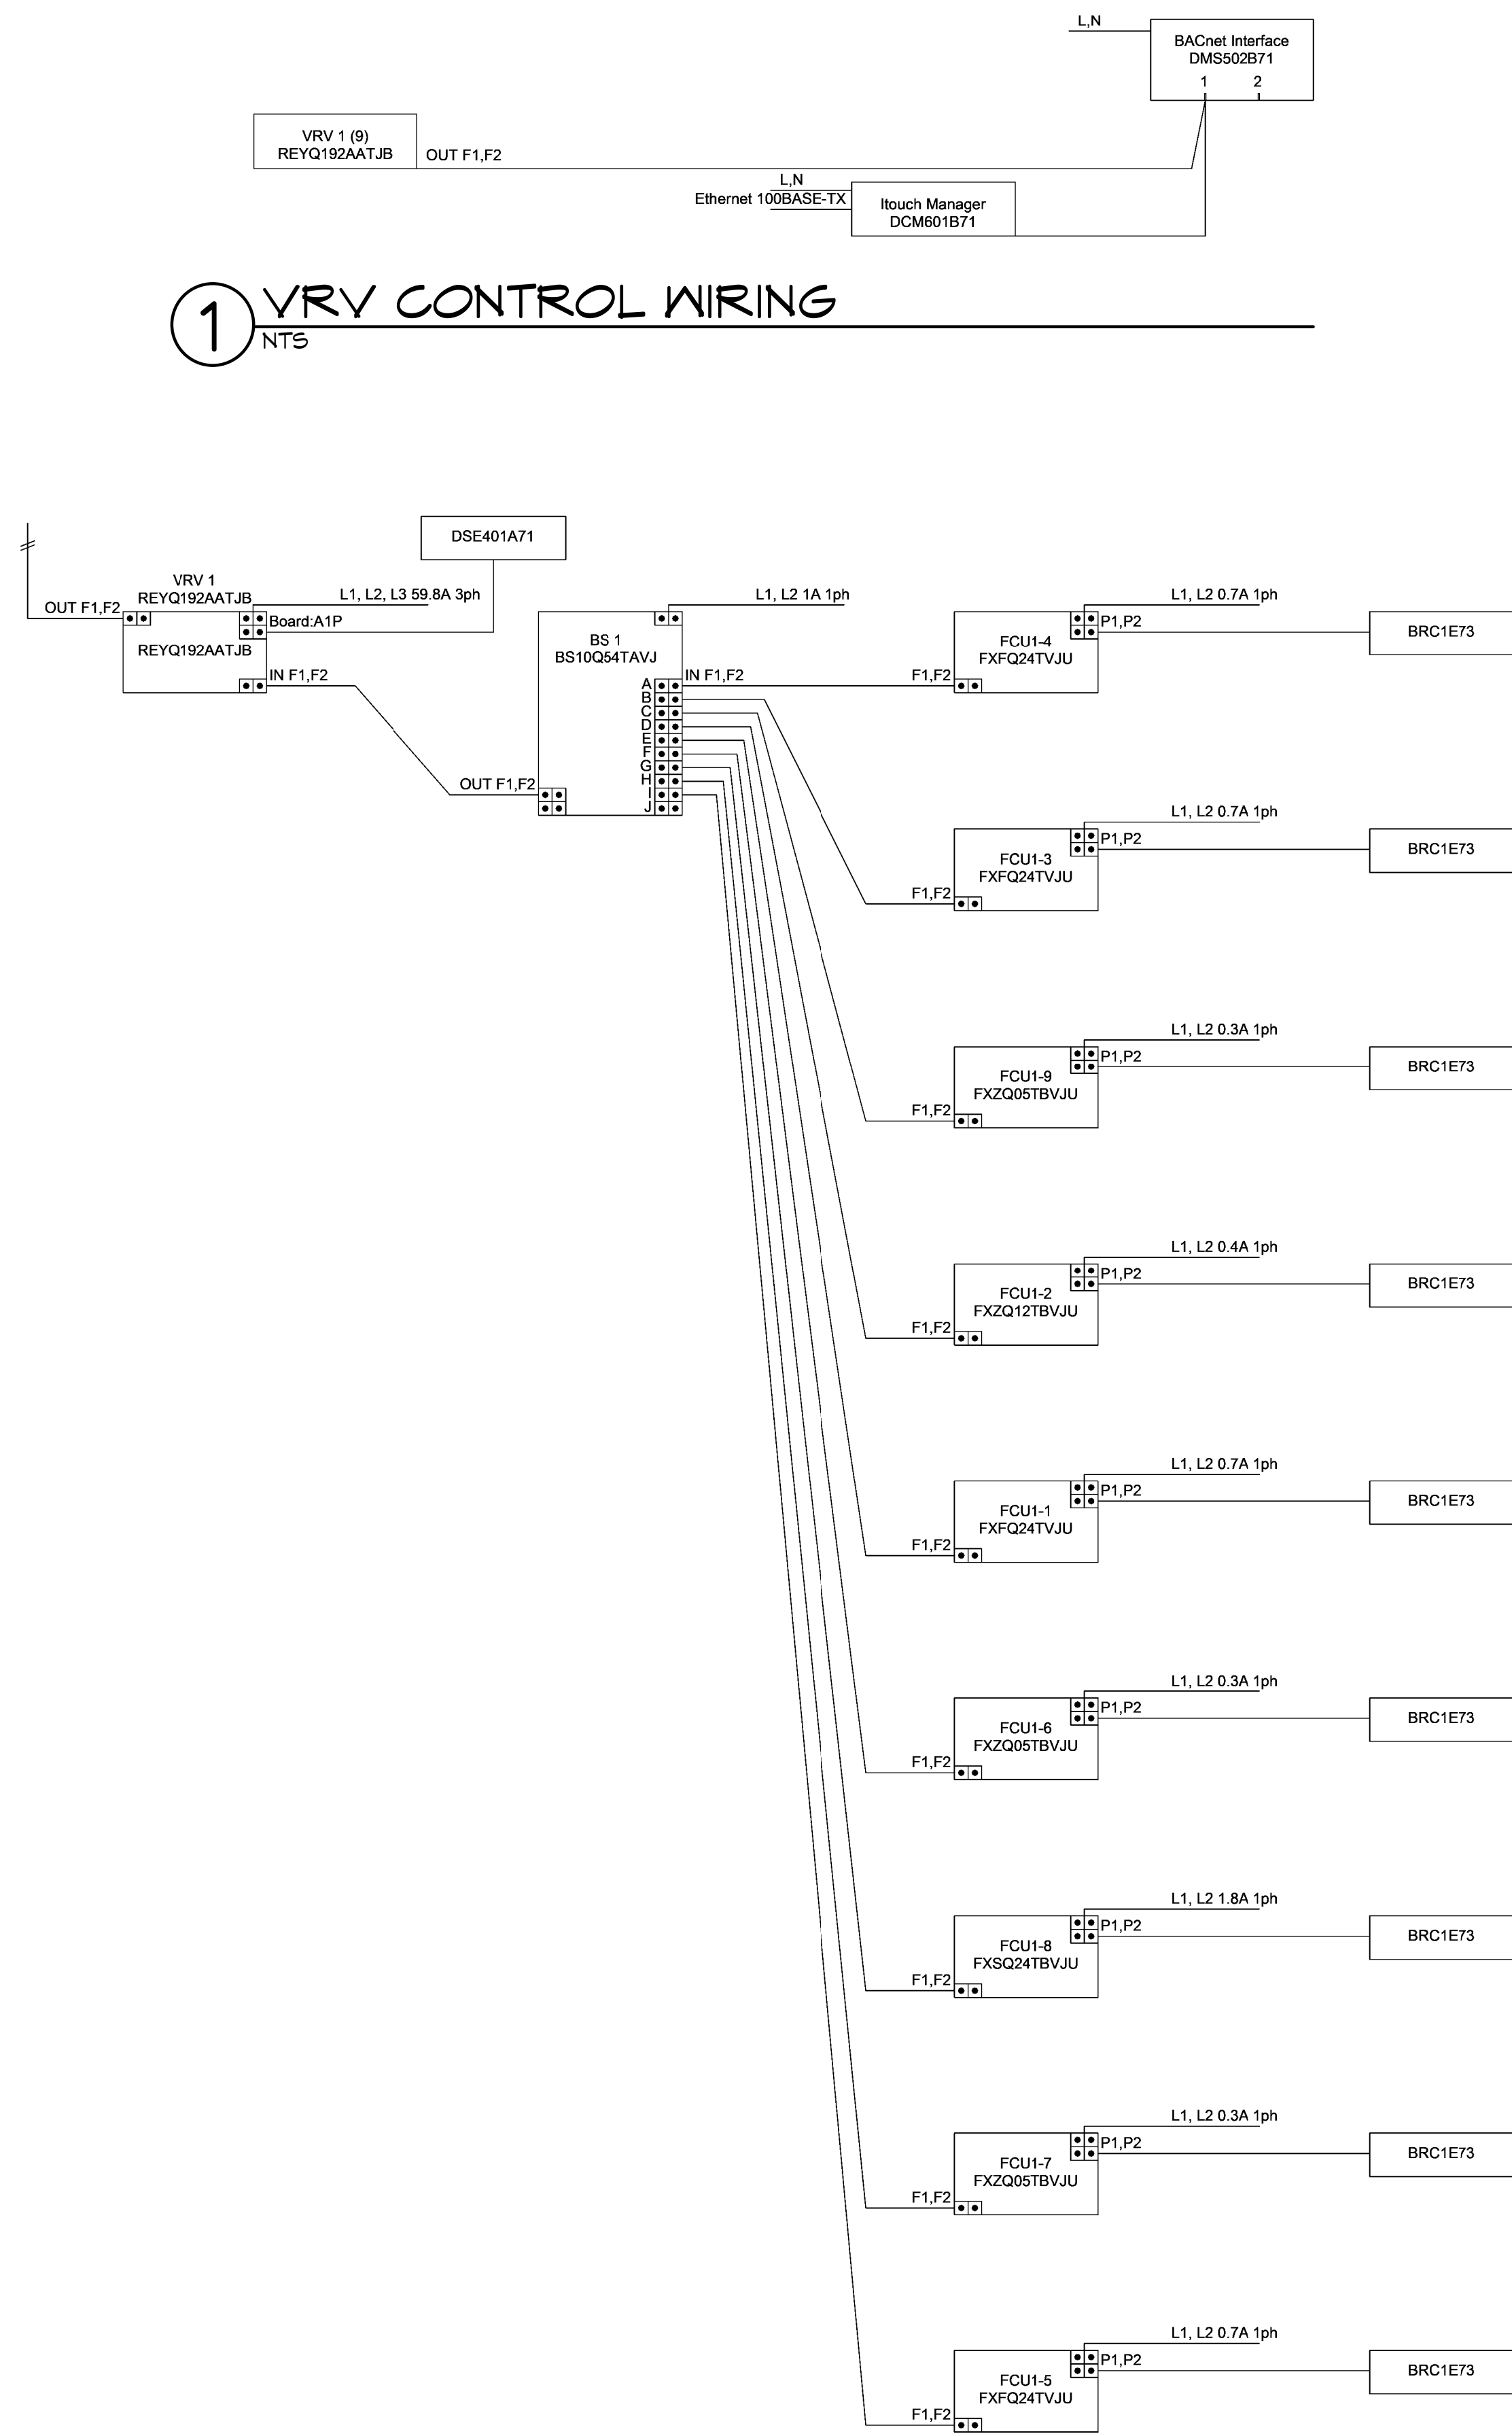 L,N
BACnet Interface
DMS502B71
1 2
VRV 1 (9)
REYQ192AATJB
OUT F1,F2
L,N
Ethernet 100BASE-TX
Itouch Manager
DCM601B71
1
VRV CONTROL WIRING
NTS
DSE401A71
VRV 1
REYQ192AATJB
L1, L2, L3 59.8A 3ph
OUT F1,F2
Board:A1P
REYQ192AATJB
IN F1,F2
OUT F1,F2
L1, L2 1A 1ph
BS 1
BS10Q54TAVJ
IN F1,F2
A
B
C
D
E
F
G
H
I
J
L1, L2 0.7A 1ph
P1,P2
FCU1-4
FXFQ24TVJU
F1,F2
BRC1E73
L1, L2 0.7A 1ph
P1,P2
FCU1-3
FXFQ24TVJU
F1,F2
BRC1E73
L1, L2 0.3A 1ph
P1,P2
FCU1-9
FXZQ05TBVJU
F1,F2
BRC1E73
L1, L2 0.4A 1ph
P1,P2
FCU1-2
FXZQ12TBVJU
F1,F2
BRC1E73
L1, L2 0.7A 1ph
P1,P2
FCU1-1
FXFQ24TVJU
F1,F2
BRC1E73
L1, L2 0.3A 1ph
P1,P2
FCU1-6
FXZQ05TBVJU
F1,F2
BRC1E73
L1, L2 1.8A 1ph
P1,P2
FCU1-8
FXSQ24TBVJU
F1,F2
BRC1E73
L1, L2 0.3A 1ph
P1,P2
FCU1-7
FXZQ05TBVJU
F1,F2
BRC1E73
L1, L2 0.7A 1ph
P1,P2
FCU1-5
FXFQ24TVJU
F1,F2
BRC1E73